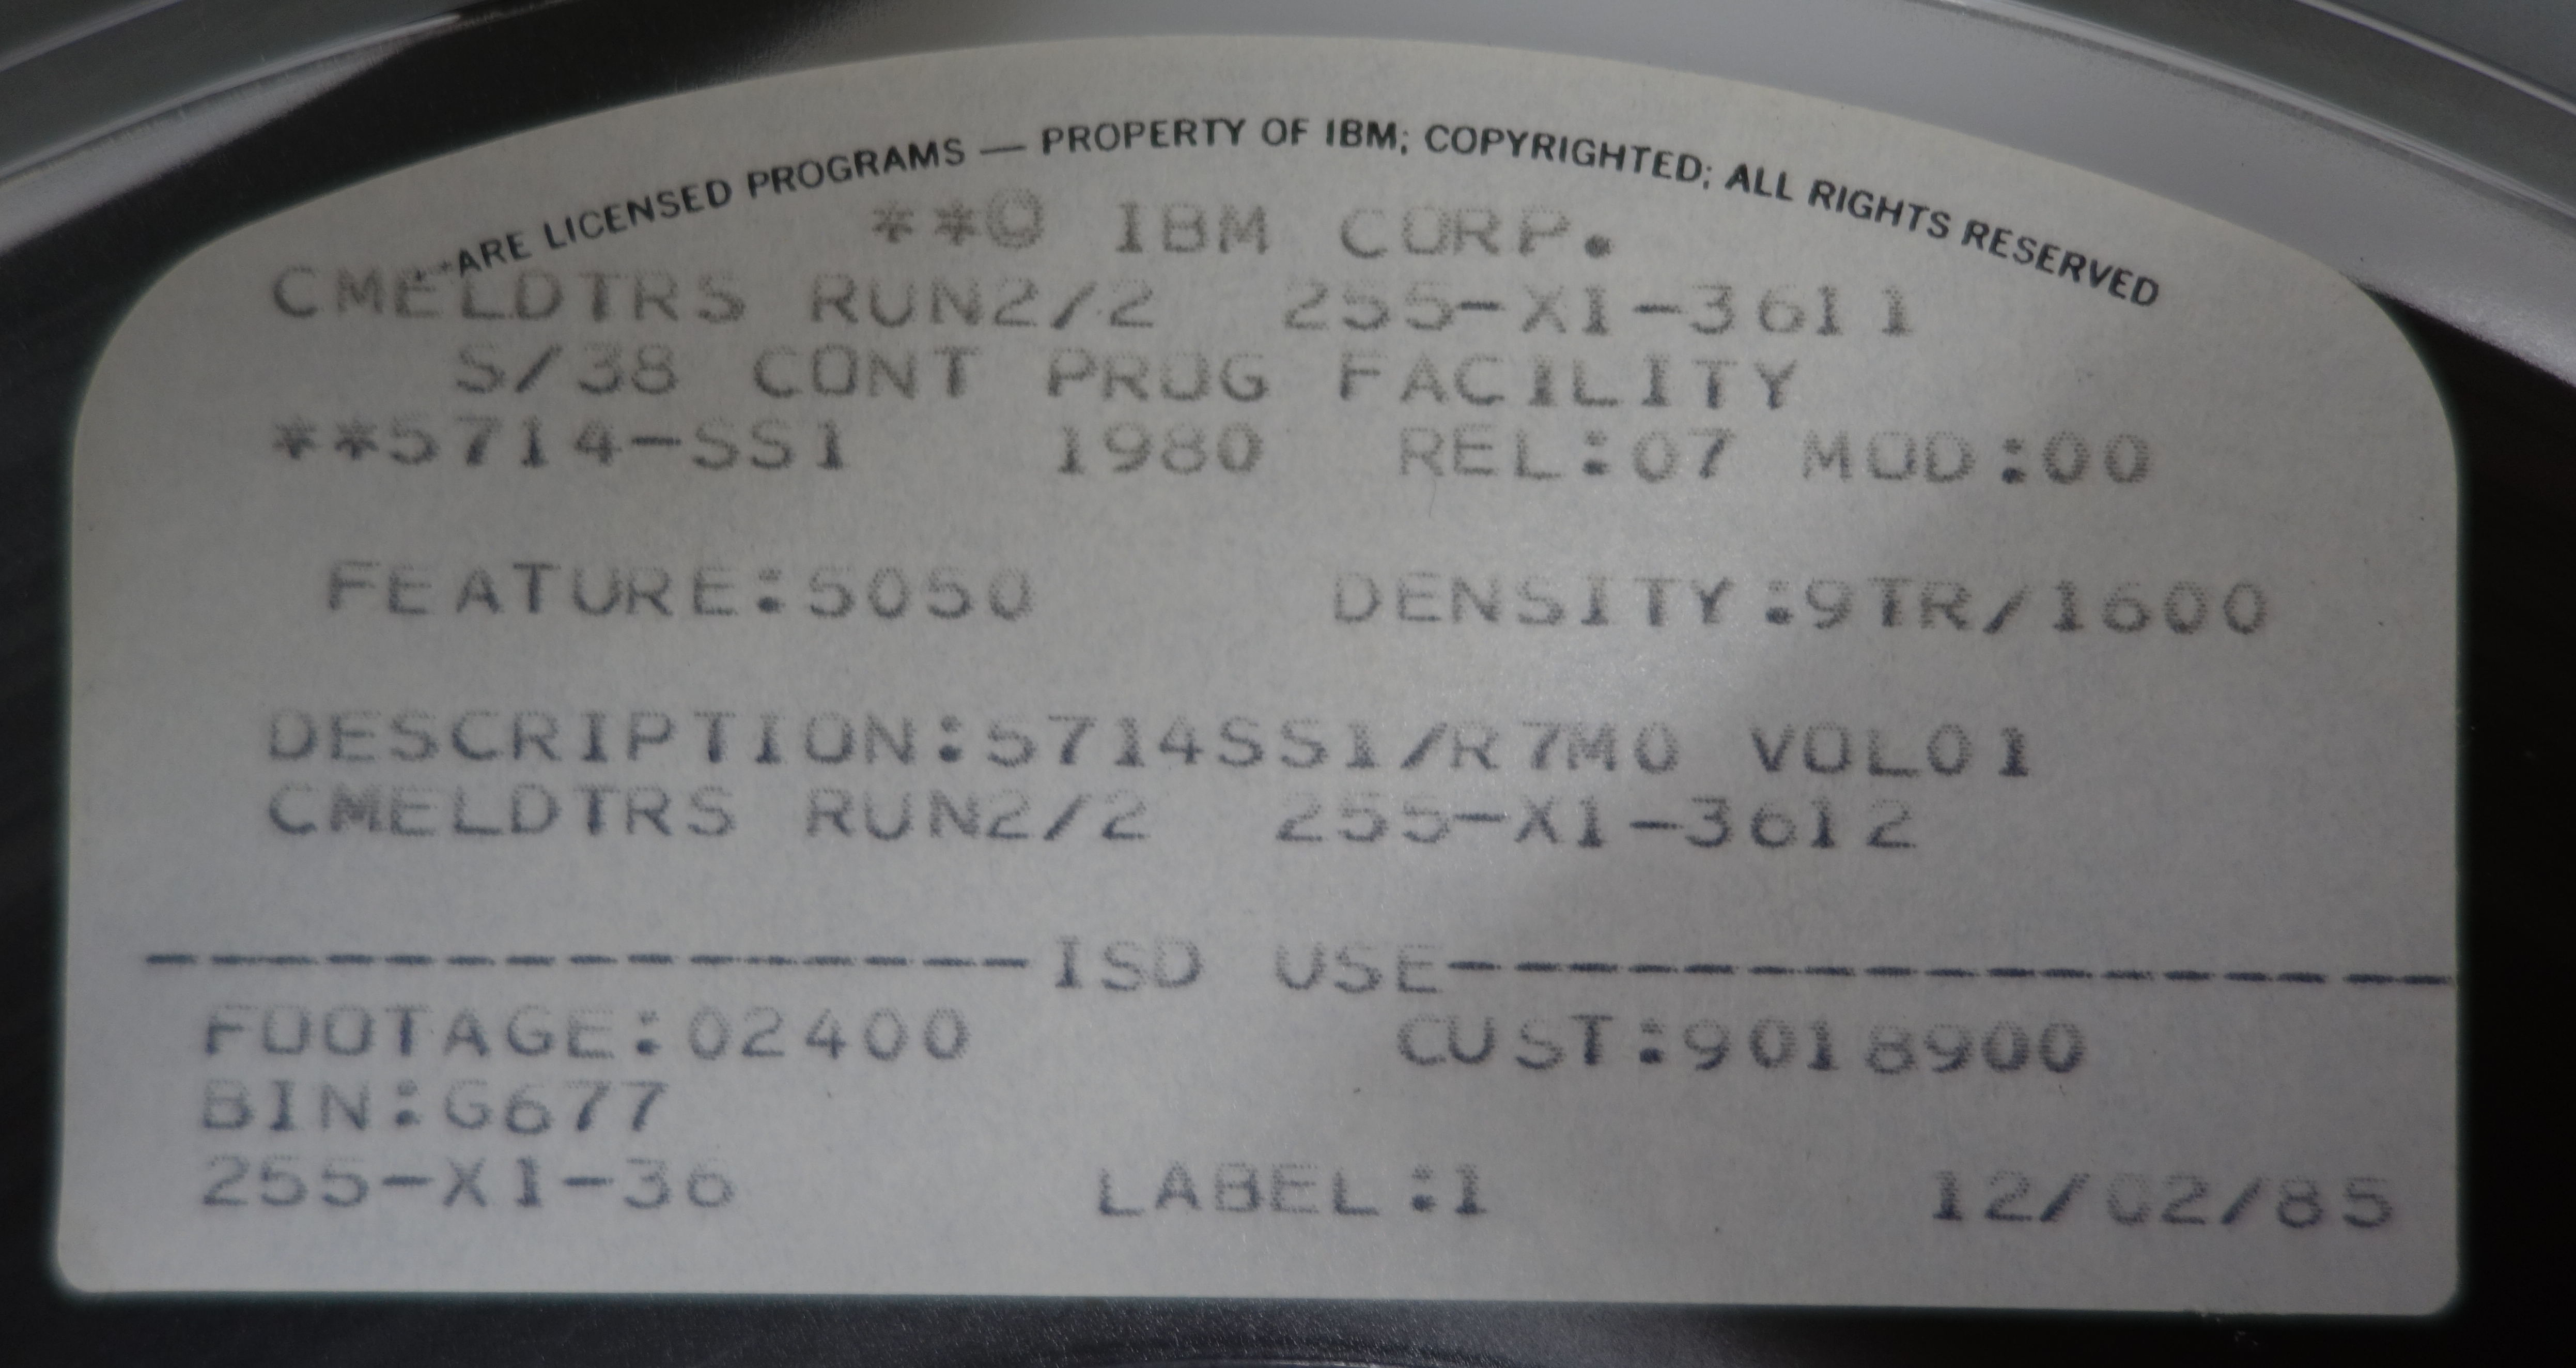 **ARE LICENSED PROGRAMS — PROPERTY OF IBM; COPYRIGHTED; ALL RIGHTS RESERVED
**© IBM CORP.
CMELDTRS RUN2/2 255-X1-3611
S/38 CONT PROG FACILITY
**5714-SS1 1980 REL:07 MOD:00
FEATURE:5050 DENSITY:9TR/1600
DESCRIPTION:5714SS1/R7M0 VOL01
CMELDTRS RUN2/2 255-X1-3612
---------------ISD USE-----------------
FOOTAGE:02400 CUST:9018900
BIN:G677
255-X1-36 LABEL:1 12/02/85